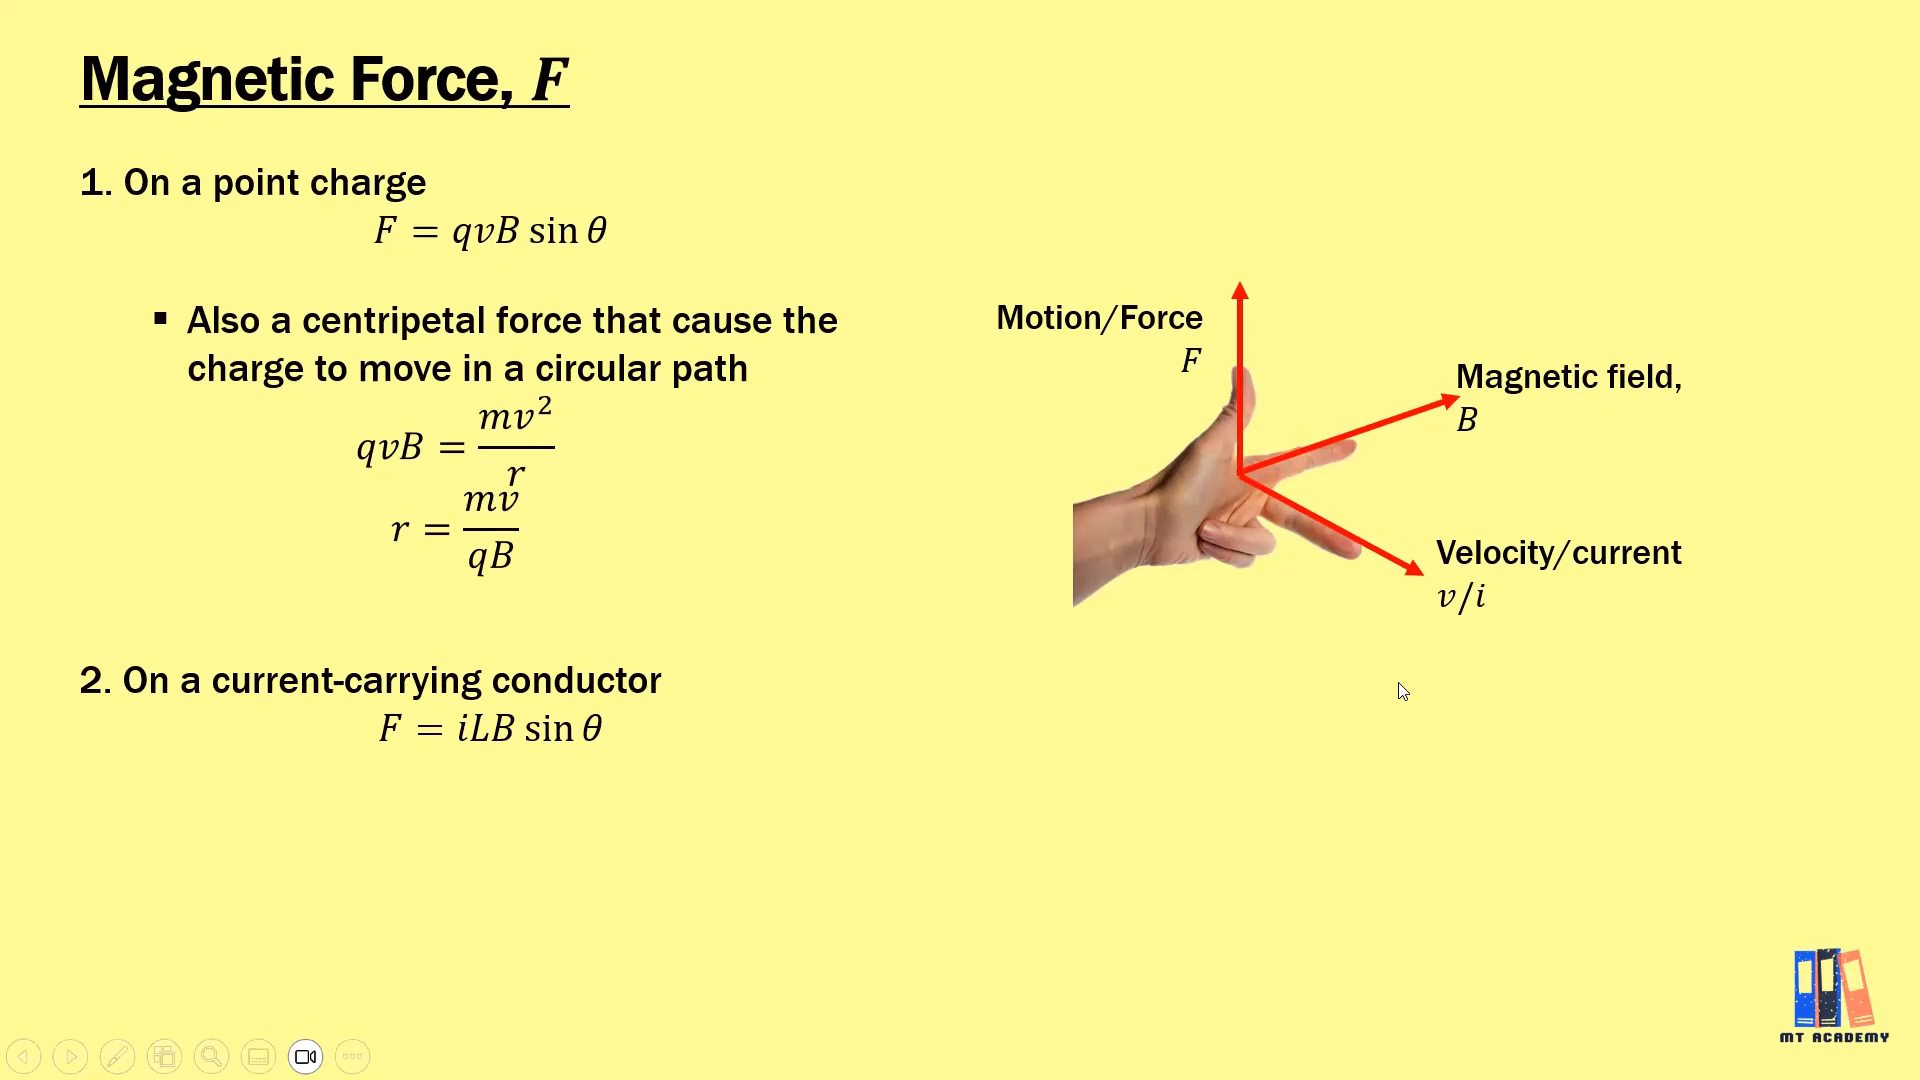 Magnetic Force, F
1. On a point charge
F = qvB sin θ
▪ Also a centripetal force that cause the
charge to move in a circular path
qvB = mv²/r
r = mv/qB
2. On a current-carrying conductor
F = iLB sin θ
Motion/Force
F
Magnetic field,
B
Velocity/current
v/i
MT ACADEMY